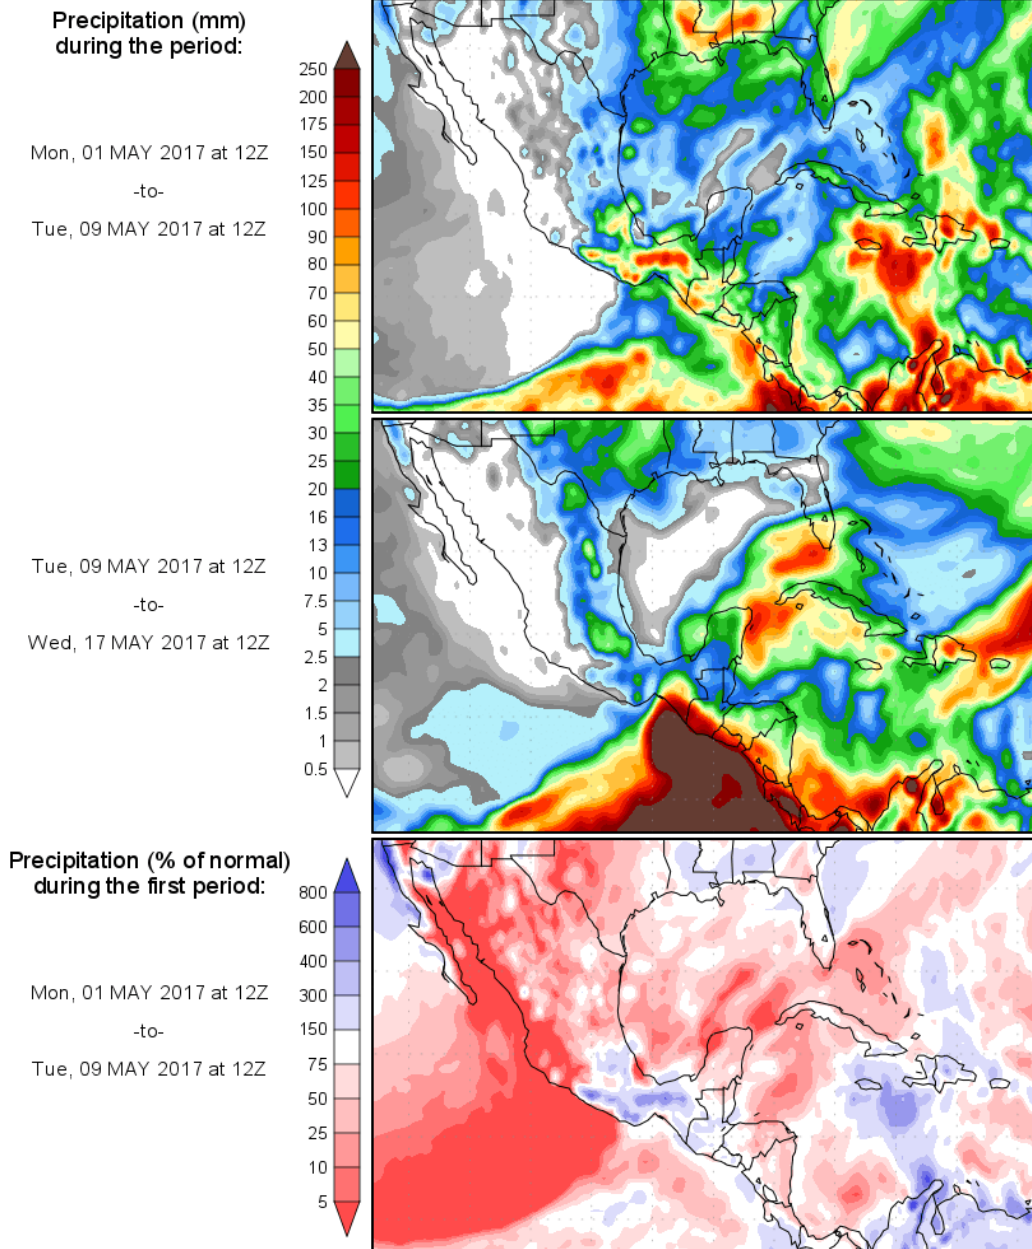 Precipitation (mm)
during the period:
Mon, 01 MAY 2017 at 12Z
-to-
Tue, 09 MAY 2017 at 12Z
250
200
175
150
125
100
90
80
70
60
50
40
35
30
25
20
16
13
10
7.5
5
2.5
2
1.5
1
0.5
Tue, 09 MAY 2017 at 12Z
-to-
Wed, 17 MAY 2017 at 12Z
Precipitation (% of normal)
during the first period:
Mon, 01 MAY 2017 at 12Z
-to-
Tue, 09 MAY 2017 at 12Z
800
600
400
300
150
75
50
25
10
5